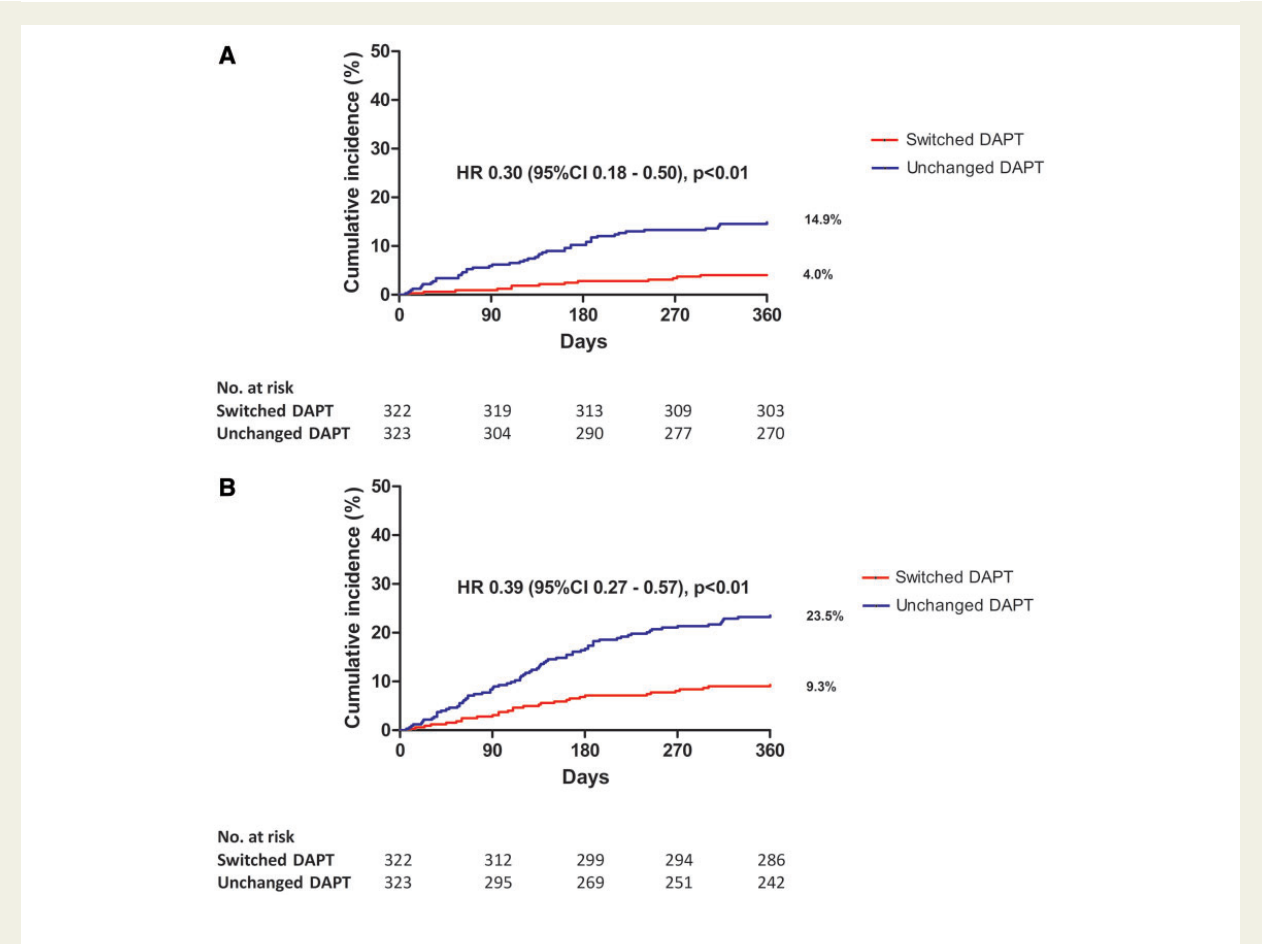 A
Cumulative incidence (%)
50
40
30
20
10
0
HR 0.30 (95%CI 0.18 - 0.50), p<0.01
Switched DAPT
Unchanged DAPT
14.9%
4.0%
0 90 180 270 360
Days
No. at risk
Switched DAPT 322 319 313 309 303
Unchanged DAPT 323 304 290 277 270
B
Cumulative incidence (%)
50
40
30
20
10
0
HR 0.39 (95%CI 0.27 - 0.57), p<0.01
Switched DAPT
Unchanged DAPT
23.5%
9.3%
0 90 180 270 360
Days
No. at risk
Switched DAPT 322 312 299 294 286
Unchanged DAPT 323 295 269 251 242